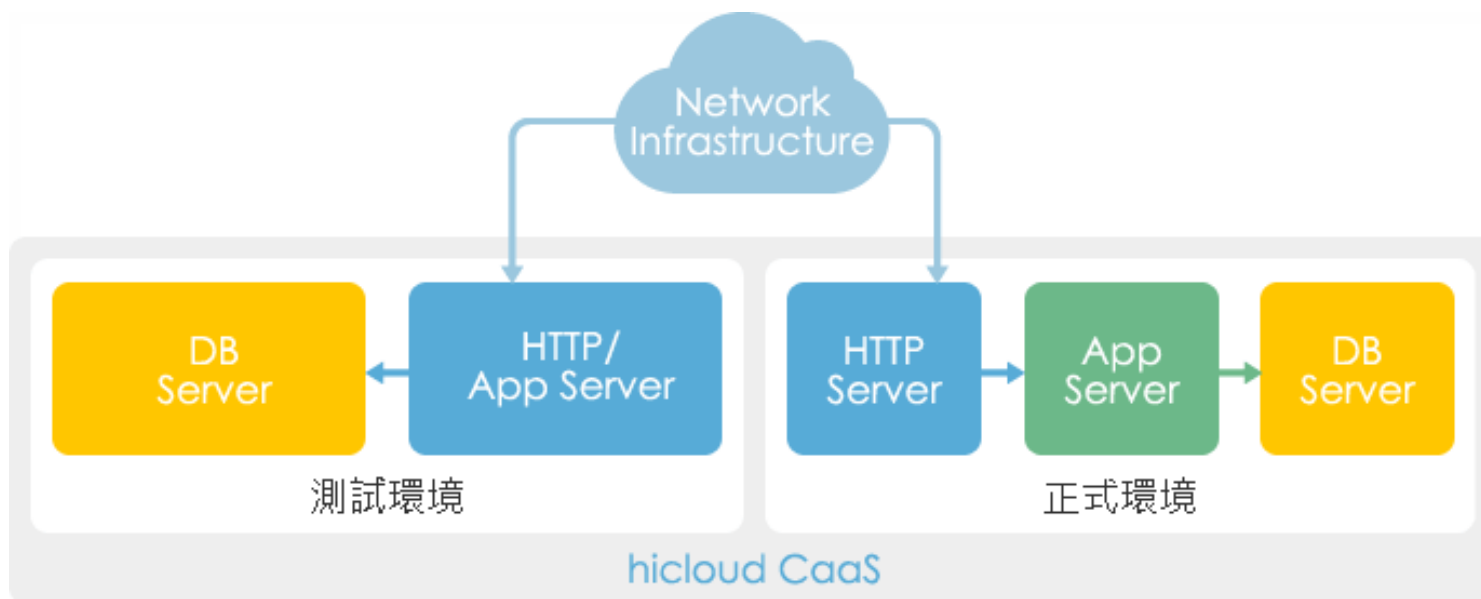 Network
Infrastructure
DB
Server
HTTP/
App Server
測試環境
HTTP
Server
App
Server
DB
Server
正式環境
hicloud CaaS